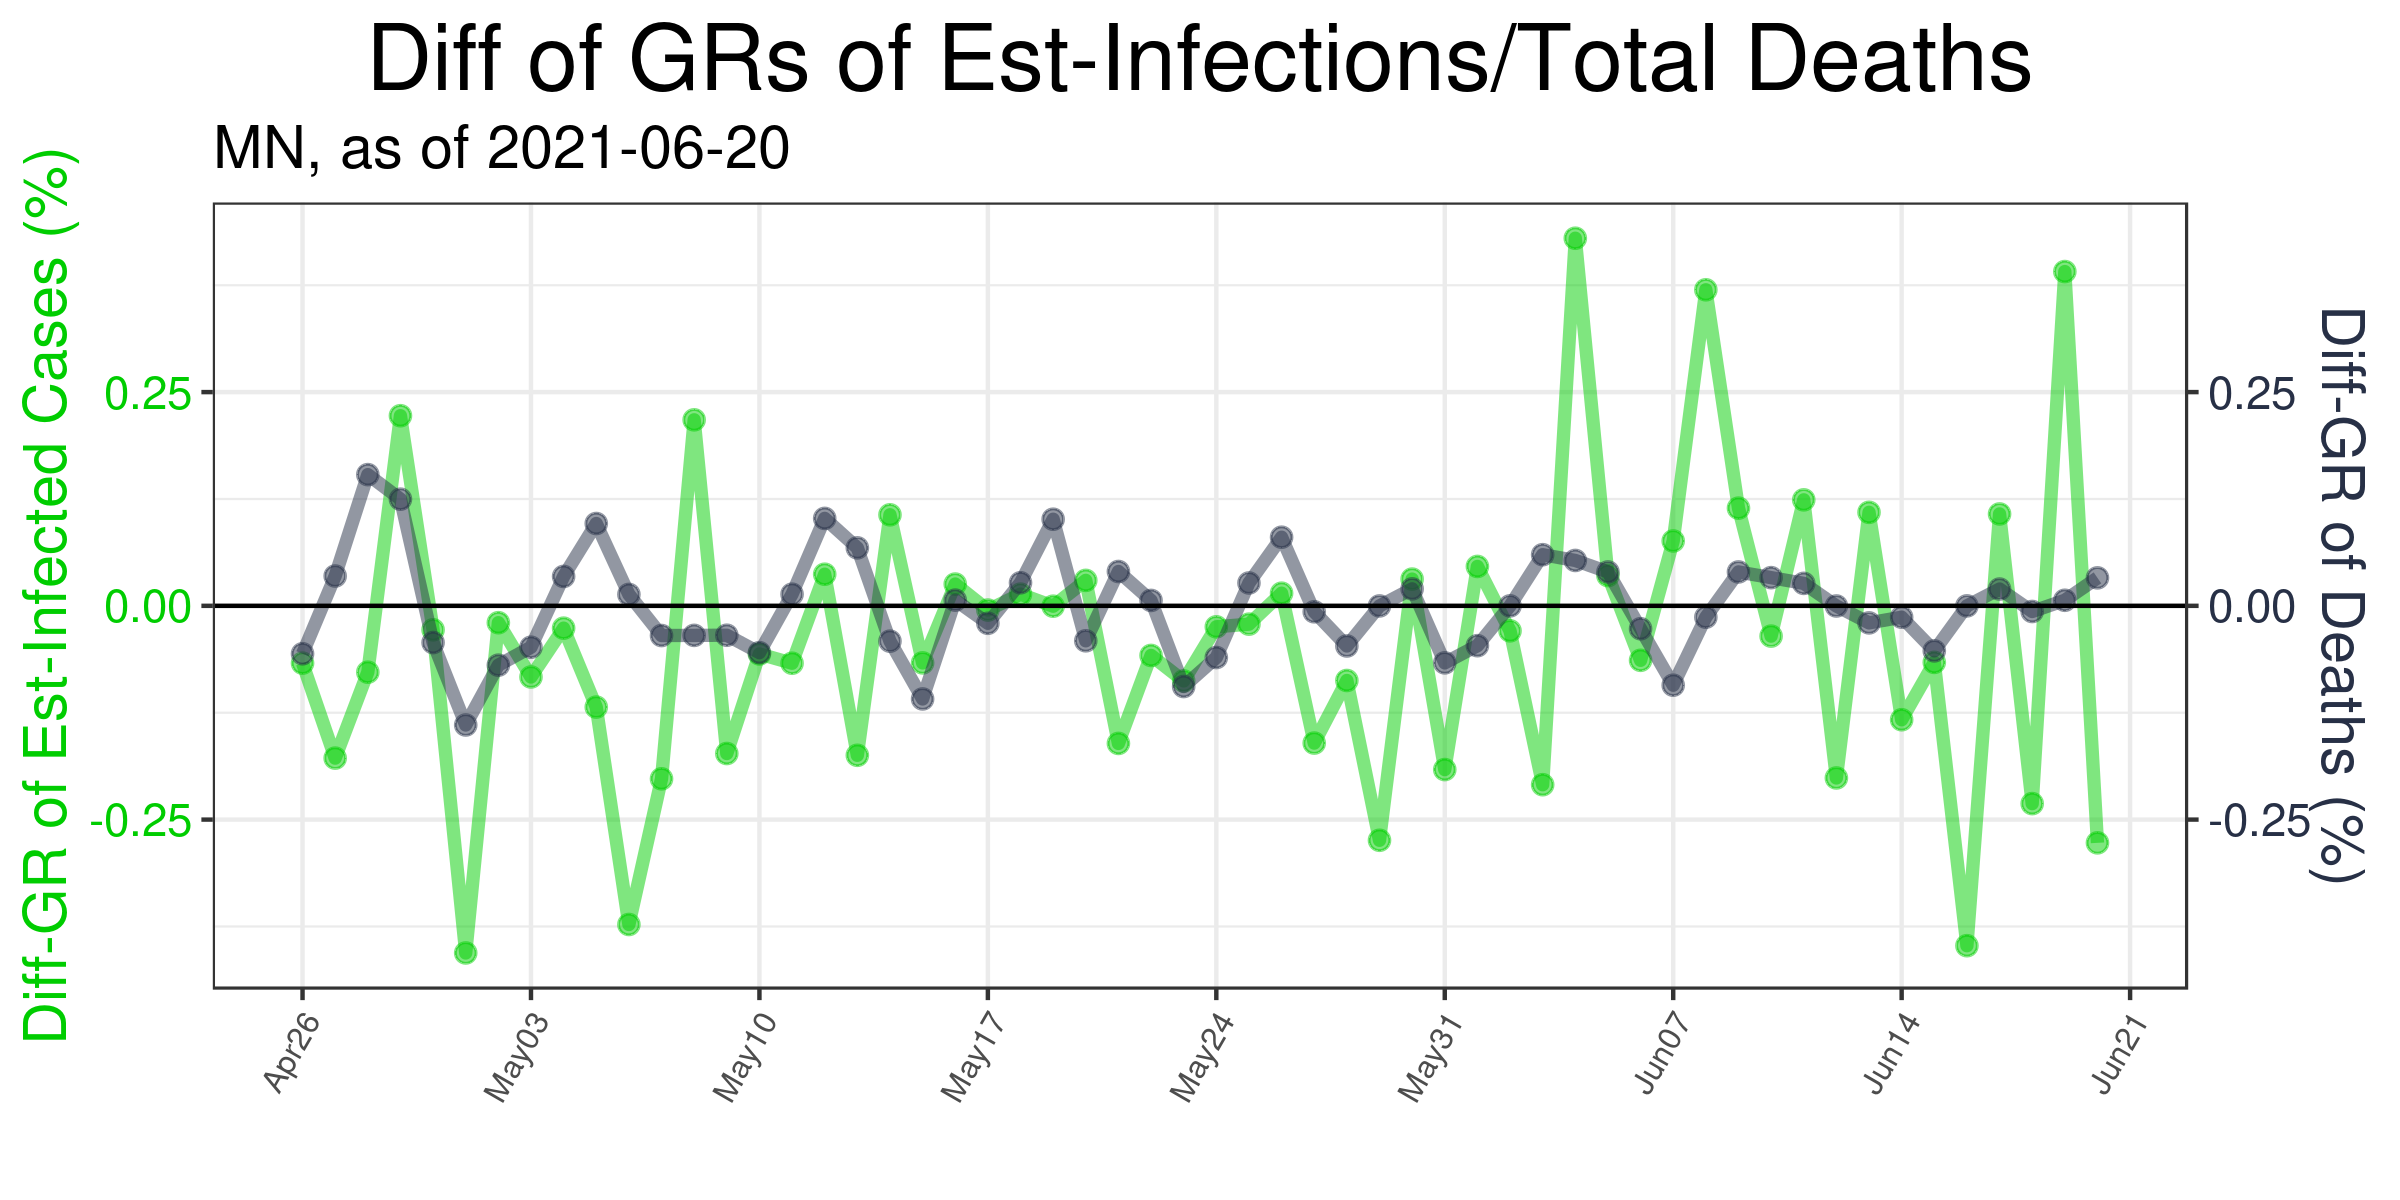 Diff of GRs of Est-Infections/Total Deaths
MN, as of 2021-06-20
Diff-GR of Est-Infected Cases (%)
0.25
0.00
-0.25
0.25
0.00
-0.25
Diff-GR of Deaths (%)
Apr26
May03
May10
May17
May24
May31
Jun07
Jun14
Jun21